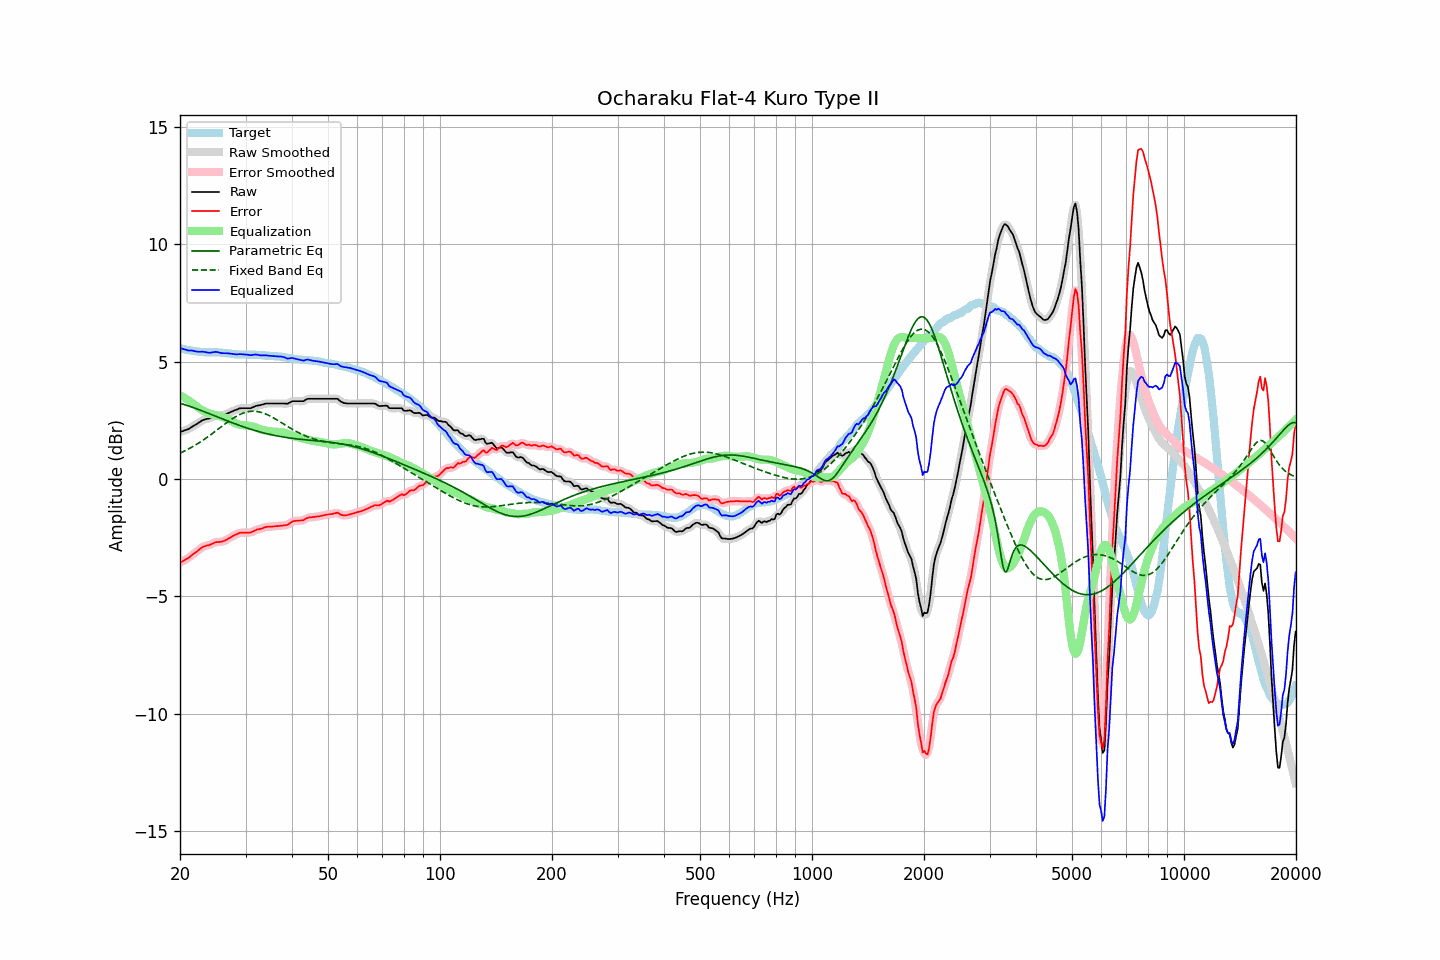 Ocharaku Flat-4 Kuro Type II
15
10
5
0
−5
−10
−15
Amplitude (dBr)
Target
Raw Smoothed
Error Smoothed
Raw
Error
Equalization
Parametric Eq
Fixed Band Eq
Equalized
20 50 100 200 500 1000 2000 5000 10000 20000
Frequency (Hz)